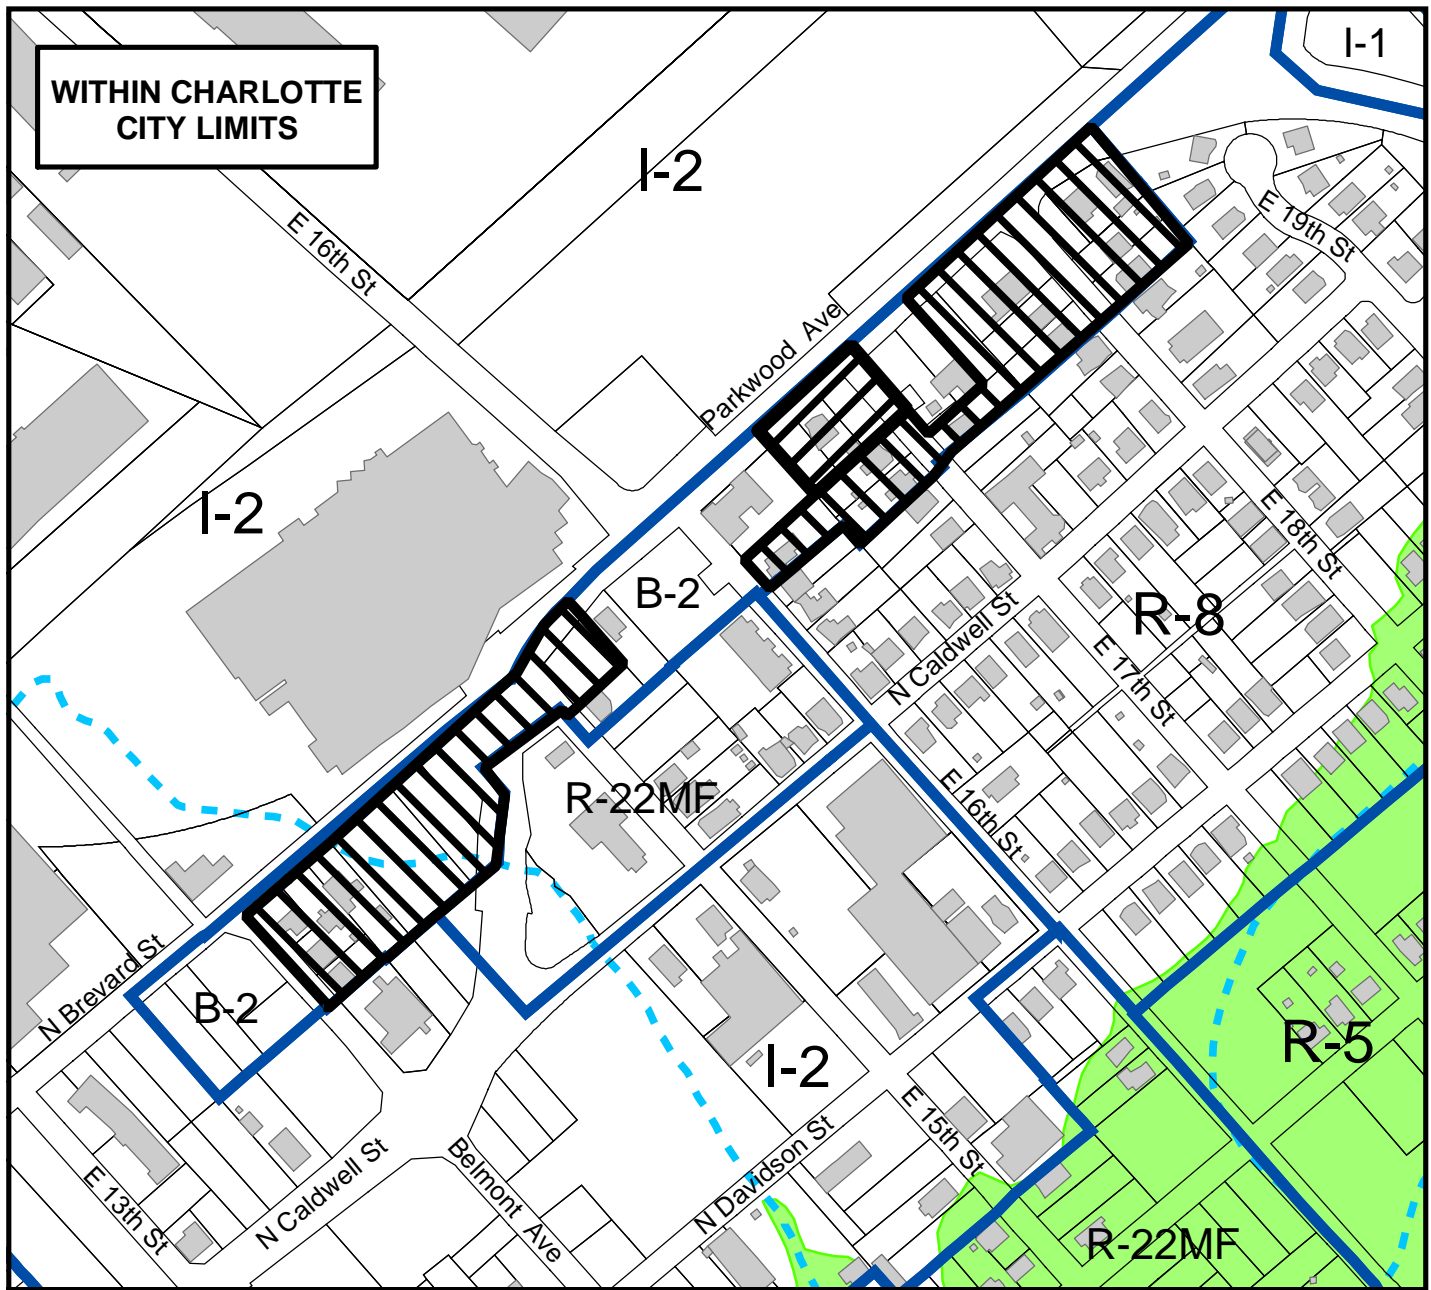 I-1
WITHIN CHARLOTTE
CITY LIMITS
I-2
E 16th St
E 19th St
Parkwood Ave
I-2
E 18th St
B-2
R-8
N Caldwell St
E 17th St
R-22MF
E 16th St
N Brevard St
B-2
I-2
R-5
E 15th St
N Davidson St
Belmont Ave
N Caldwell St
E 13th St
R-22MF